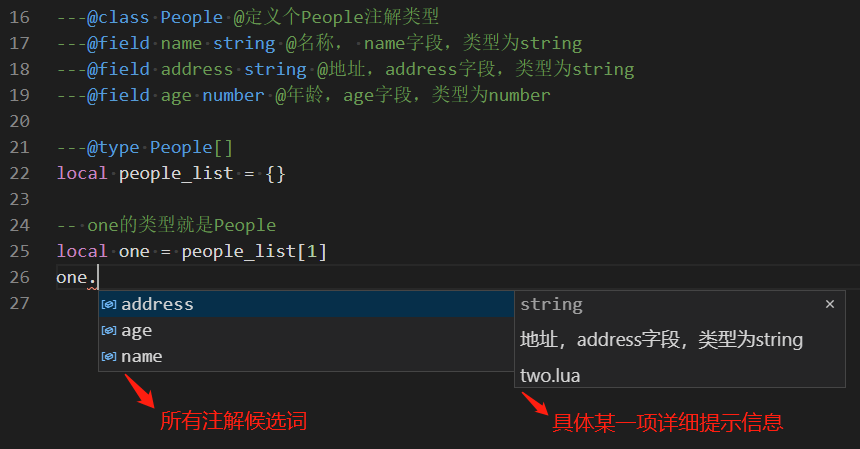 16 ---@class People @定义个People注解类型
17 ---@field name string @名称， name字段，类型为string
18 ---@field address string @地址，address字段，类型为string
19 ---@field age number @年龄，age字段，类型为number
20
21 ---@type People[]
22 local people_list = {}
23
24 -- one的类型就是People
25 local one = people_list[1]
26 one.
27
address
age
name
string ×
地址，address字段，类型为string
two.lua
所有注解候选词
具体某一项详细提示信息